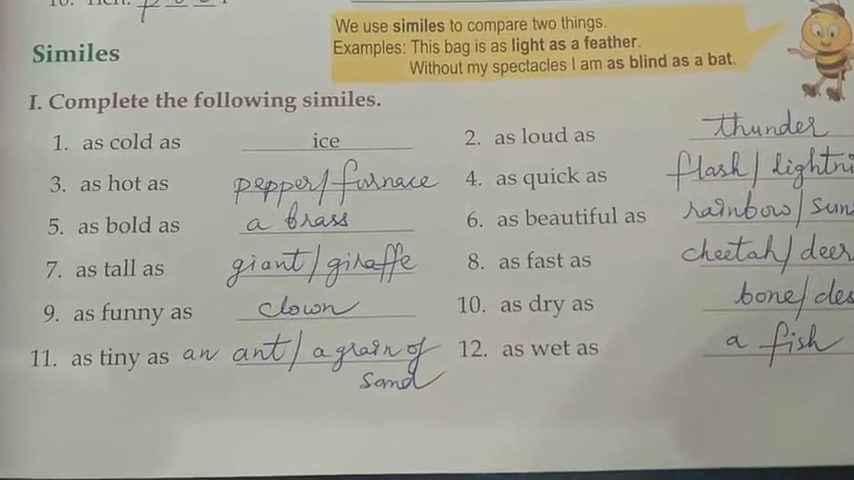 10.
We use similes to compare two things.
Similes
Examples: This bag is as light as a feather.
Without my spectacles I am as blind as a bat.
I. Complete the following similes.
1. as cold as ice 2. as loud as thunder
3. as hot as pepper/furnace 4. as quick as flash/lightni
5. as bold as a brass 6. as beautiful as rainbow/suns
7. as tall as giant/giraffe 8. as fast as cheetah/deer
9. as funny as clown 10. as dry as bone/des
11. as tiny as an ant/a grain of 12. as wet as a fish
sand